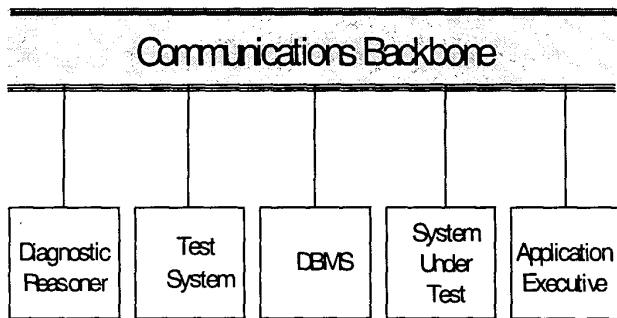 Communications Backbone
Diagnostic
Reasoner
Test
System
DBMS
System
Under
Test
Application
Executive